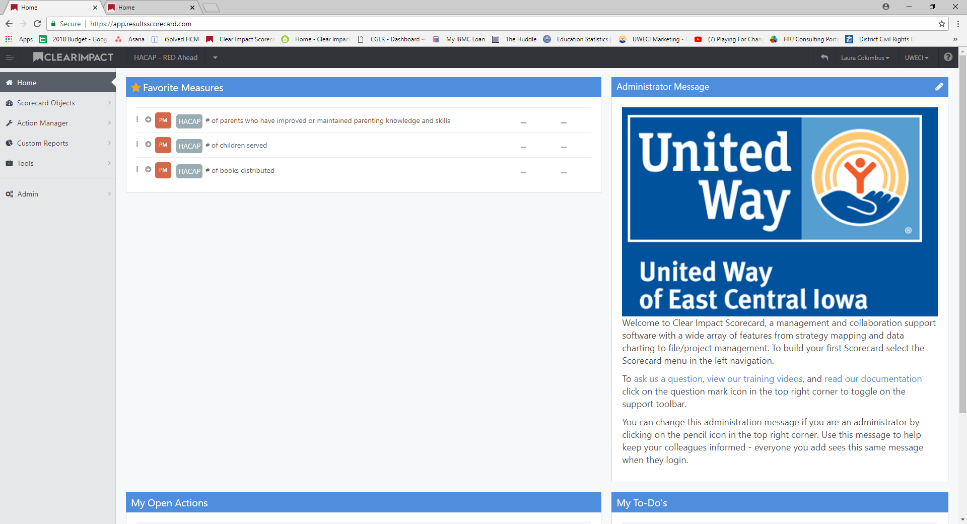 Home
Home
Secure
https://app.resultsscorecard.com
Apps
2018 Budget - Goog
Asana
iSolved HCM
Clear Impact Scorec
Home - Clear Impac
CGLR - Dashboard -
My IBMC Loan
The Huddle
Education Statistics
UWECI Marketing -
(7) Playing For Chan
HIU Consulting Port
District Civil Rights
CLEARIMPACT
HACAP - RED Ahead
Laura Columbus
UWECI
Home
Scorecard Objects
Action Manager
Custom Reports
Tools
Admin
Favorite Measures
PM HACAP # of parents who have improved or maintained parenting knowledge and skills
PM HACAP # of children served
PM HACAP # of books distributed
Administrator Message
United
Way
United Way
of East Central Iowa
Welcome to Clear Impact Scorecard, a management and collaboration support
software with a wide array of features from strategy mapping and data
charting to file/project management. To build your first Scorecard select the
Scorecard menu in the left navigation.
To ask us a question, view our training videos, and read our documentation
click on the question mark icon in the top right corner to toggle on the
support toolbar.
You can change this administration message if you are an administrator by
clicking on the pencil icon in the top right corner. Use this message to help
keep your colleagues informed - everyone you add sees this same message
when they login.
My Open Actions
My To-Do's